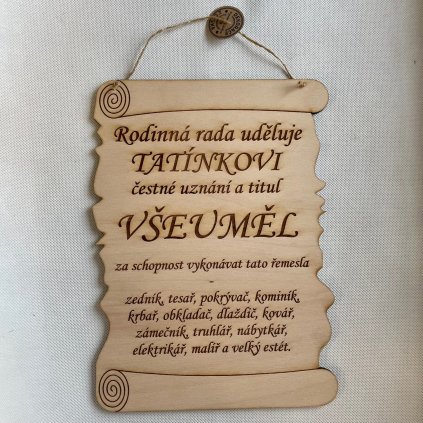 Rodinná rada uděluje
TATÍNKOVI
čestné uznání a titul
VŠEUMĚL
za schopnost vykonávat tato řemesla
zedník, tesař, pokrývač, kominík,
krbař, obkladač, dlaždič, kovář,
zámečník, truhlář, nábytkář,
elektrikář, malíř a velký estét.